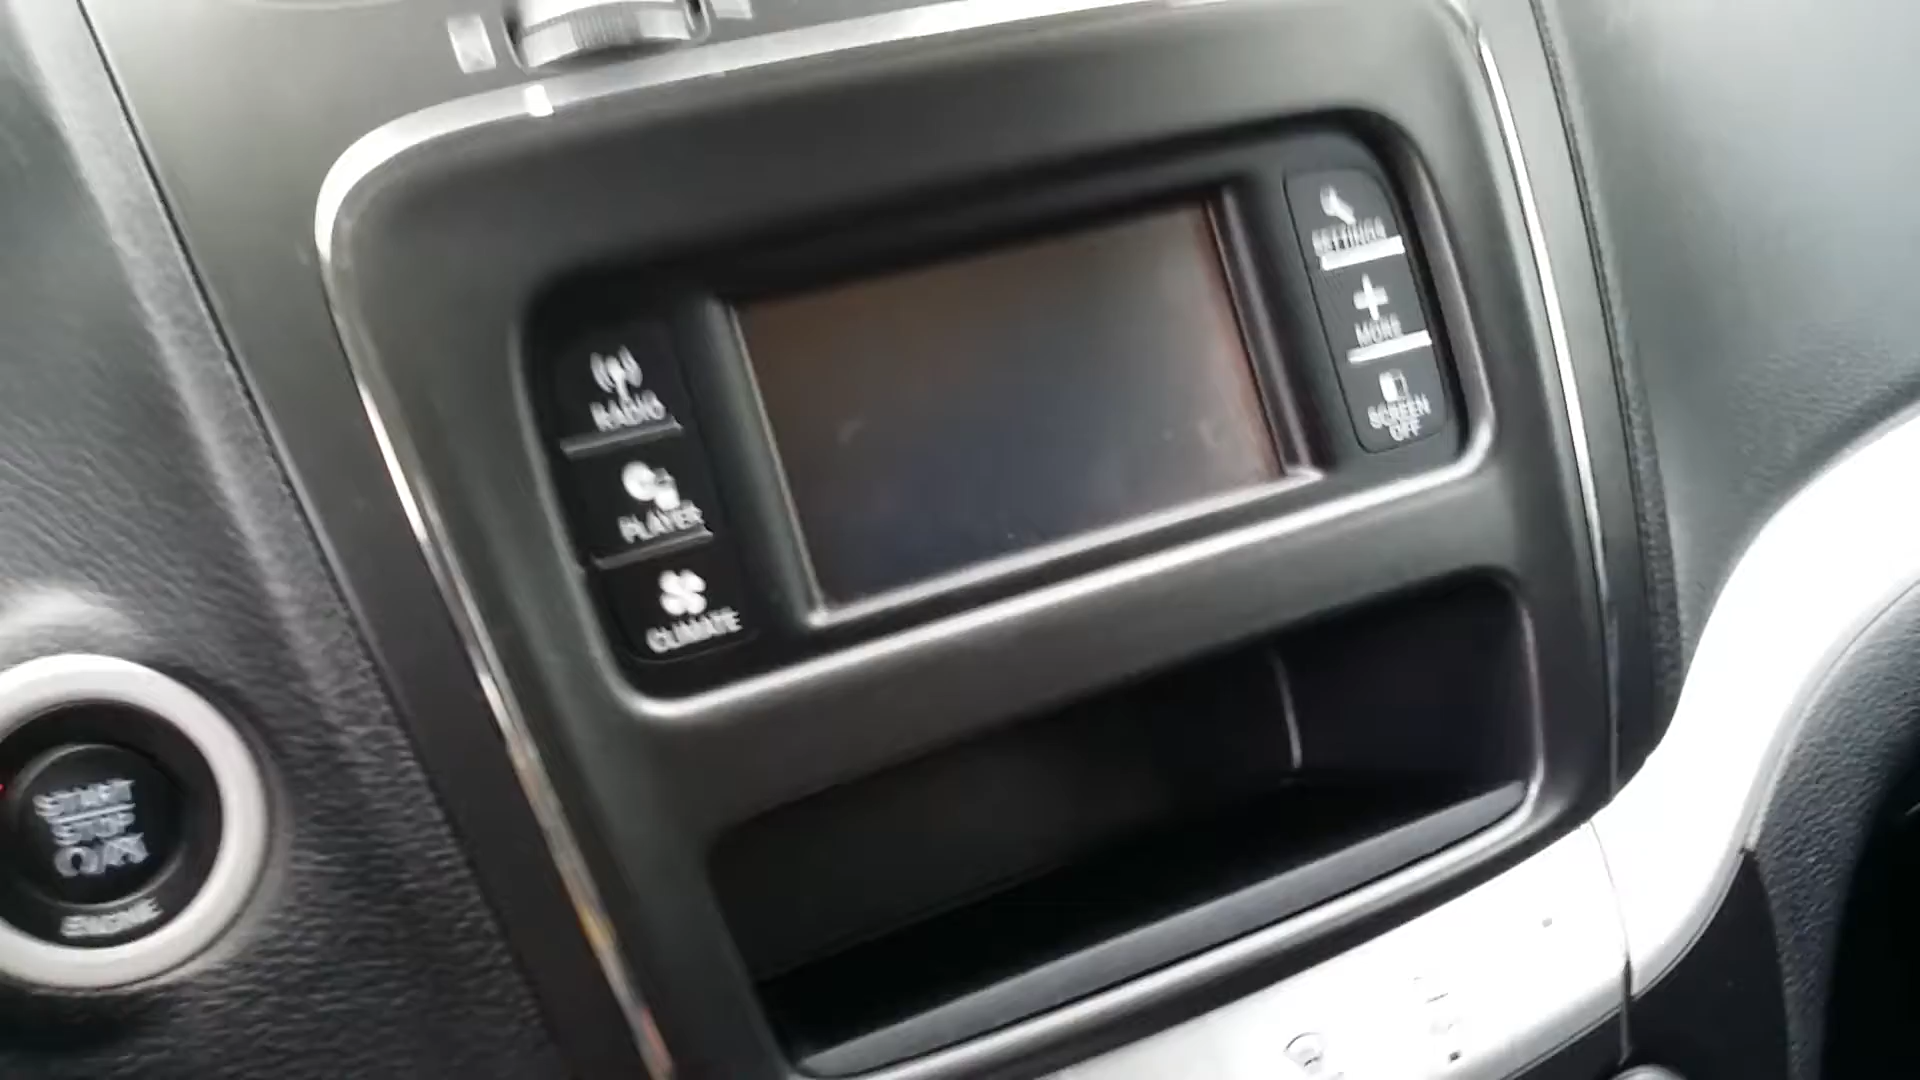 SETTINGS
MORE
SCREEN
OFF
RADIO
PLAYER
CLIMATE
START
STOP
ENGINE